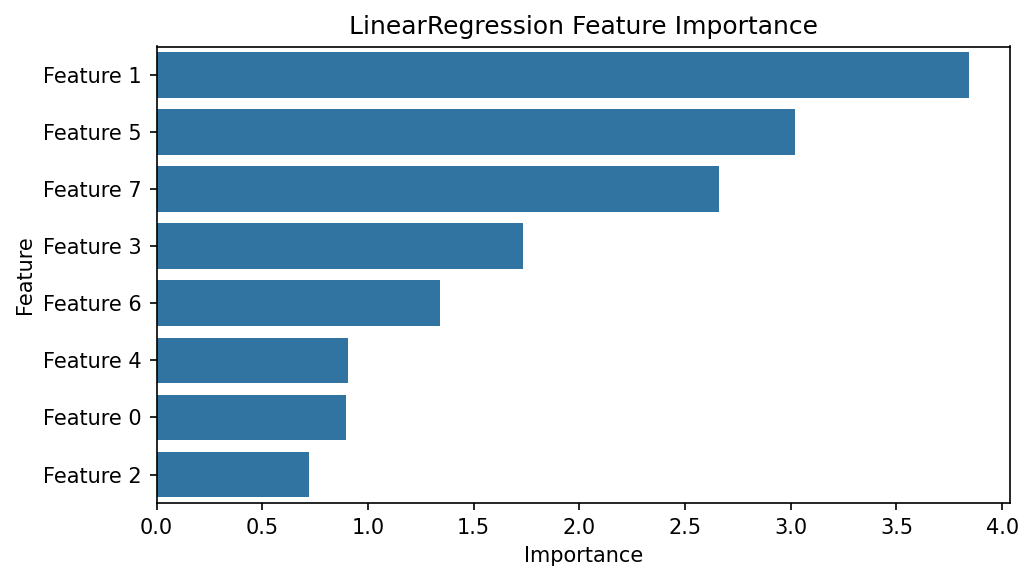 LinearRegression Feature Importance
Feature 1
Feature 5
Feature 7
Feature 3
Feature 6
Feature 4
Feature 0
Feature 2
Feature
0.0 0.5 1.0 1.5 2.0 2.5 3.0 3.5 4.0
Importance